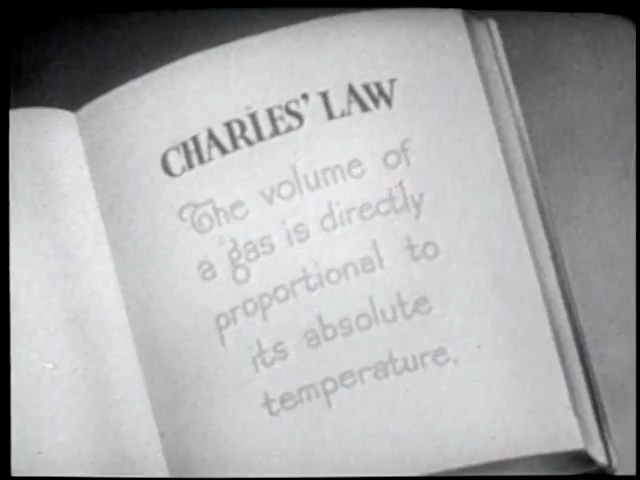 CHARLES' LAW
The volume of
a gas is directly
proportional to
its absolute
temperature.